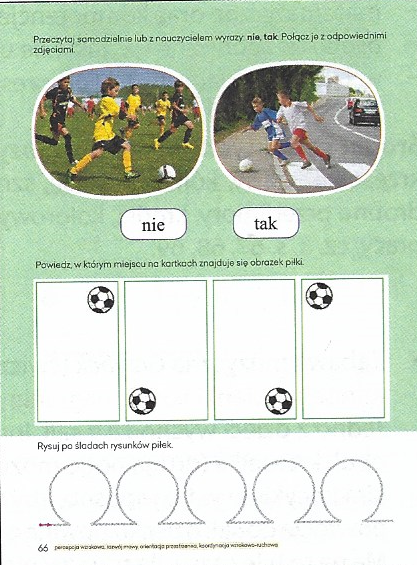 Przeczytaj samodzielnie lub z nauczycielem wyrazy: nie, tak. Połącz je z odpowiednimi
zdjęciami.
nie
tak
Powiedz, w którym miejscu na kartkach znajduje się obrazek piłki.
Rysuj po śladach rysunków piłek.
66 percepcja wzrokowa, rozwój mowy, orientacja przestrzenna, koordynacja wzrokowo-ruchowa